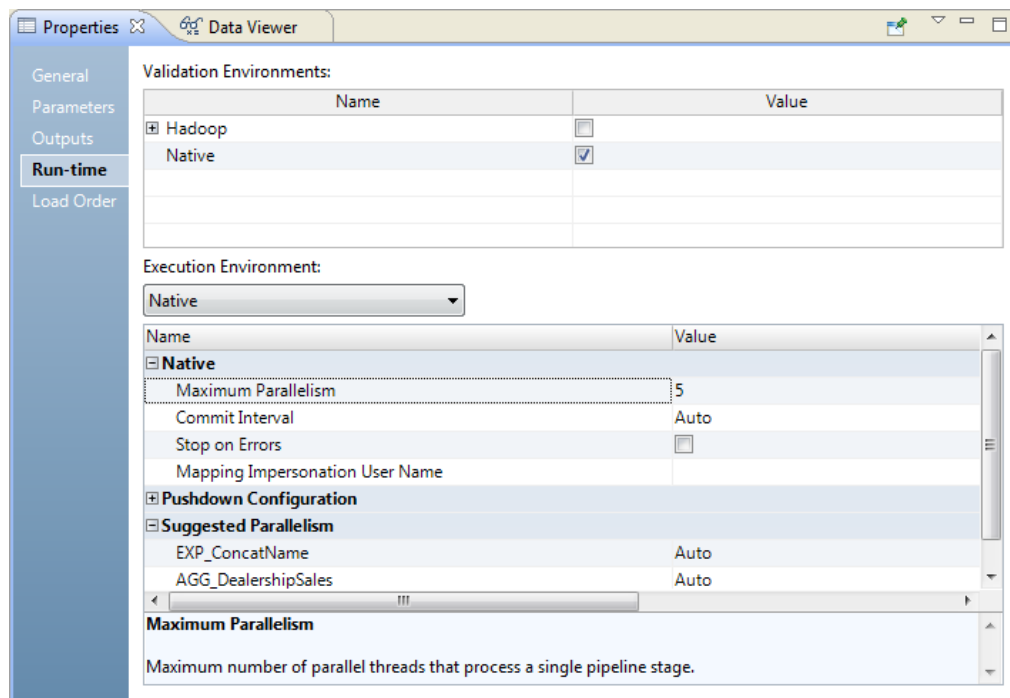 Properties Data Viewer
General
Parameters
Outputs
Run-time
Load Order
Validation Environments:
Name Value
Hadoop
Native
Execution Environment:
Native
Name Value
Native
Maximum Parallelism 5
Commit Interval Auto
Stop on Errors
Mapping Impersonation User Name
Pushdown Configuration
Suggested Parallelism
EXP_ConcatName Auto
AGG_DealershipSales Auto
Maximum Parallelism
Maximum number of parallel threads that process a single pipeline stage.